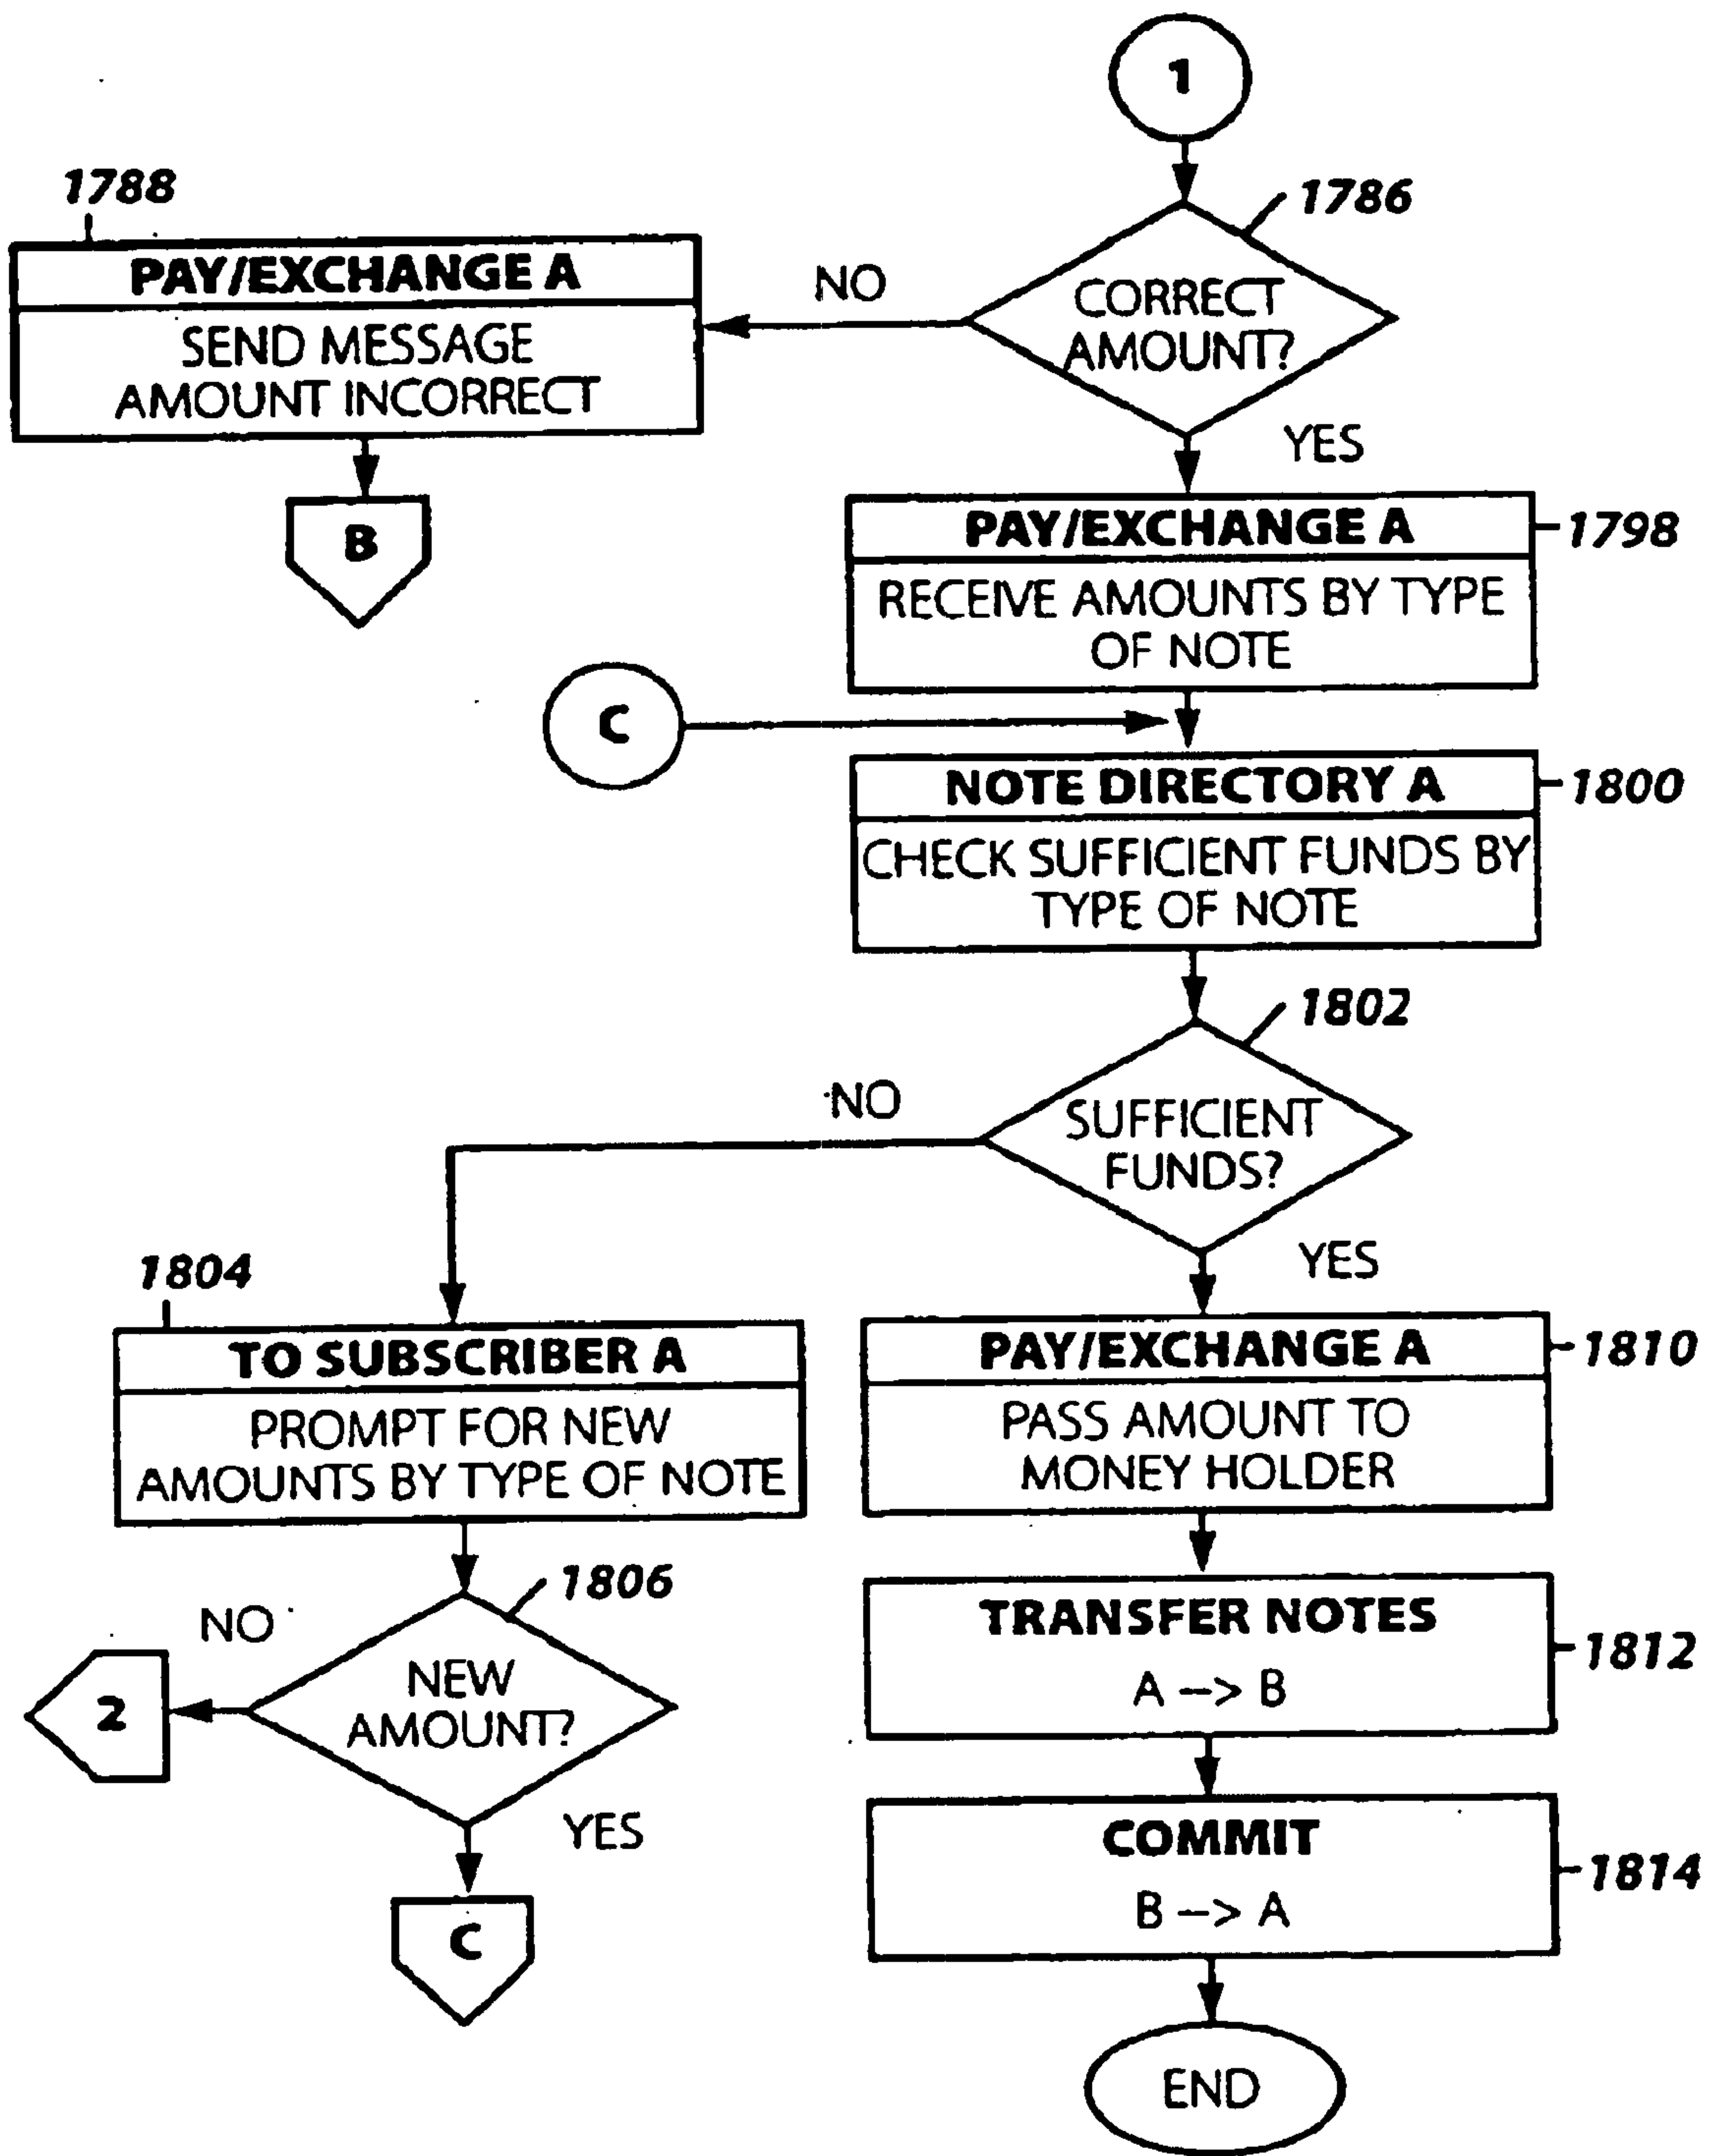 1
1786
CORRECT
AMOUNT?
NO
YES
1788
PAY/EXCHANGE A
SEND MESSAGE
AMOUNT INCORRECT
B
PAY/EXCHANGE A
1798
RECEIVE AMOUNTS BY TYPE
OF NOTE
C
NOTE DIRECTORY A
1800
CHECK SUFFICIENT FUNDS BY
TYPE OF NOTE
1802
SUFFICIENT
FUNDS?
NO
YES
1804
TO SUBSCRIBER A
PROMPT FOR NEW
AMOUNTS BY TYPE OF NOTE
1806
NEW
AMOUNT?
NO
2
YES
C
PAY/EXCHANGE A
1810
PASS AMOUNT TO
MONEY HOLDER
TRANSFER NOTES
1812
A --> B
COMMIT
1814
B --> A
END